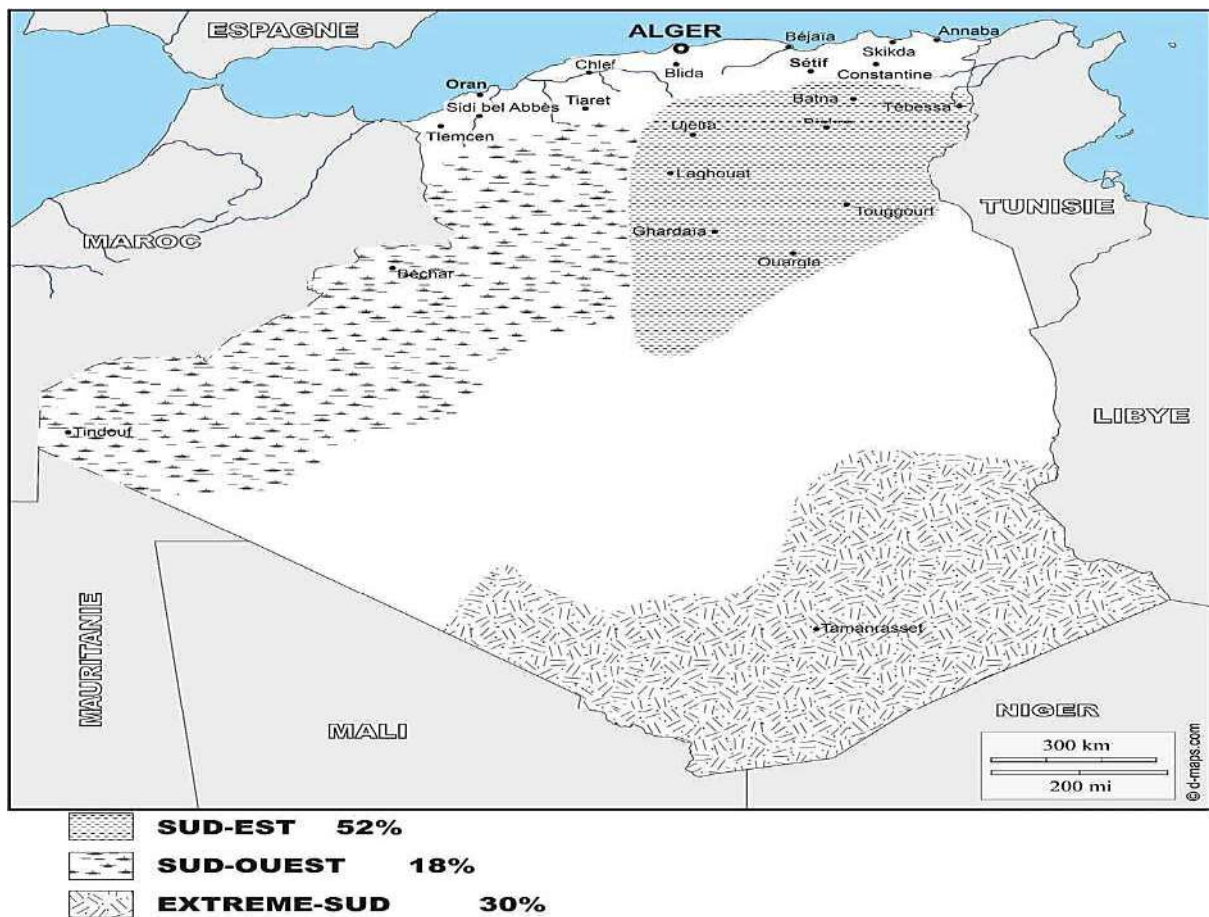 ESPAGNE
ALGER
Béjaïa
Annaba
Skikda
Chlef
Blida
Sétif
Constantine
Oran
Sidi bel Abbès
Tiaret
Batna
Tébessa
Tlemcen
Djelfa
Laghouat
Touggourt
TUNISIE
Ghardaïa
MAROC
Ouargla
Béchar
LIBYE
Tindouf
Tamanrasset
MAURITANIE
MALI
NIGER
300 km
200 mi
© d-maps.com
SUD-EST 52%
SUD-OUEST 18%
EXTREME-SUD 30%